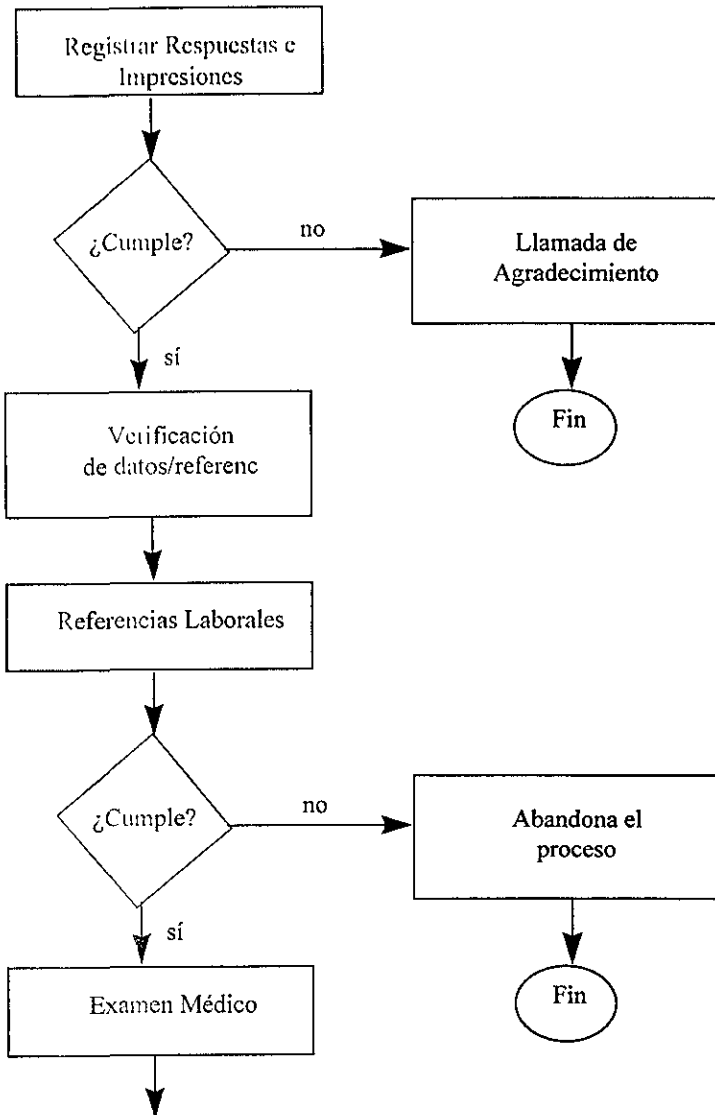 Registrar Respuestas e
Impresiones
¿Cumple?
no
Llamada de
Agradecimiento
sí
Fin
Verificación
de datos/referenc
Referencias Laborales
¿Cumple?
no
Abandona el
proceso
sí
Examen Médico
Fin